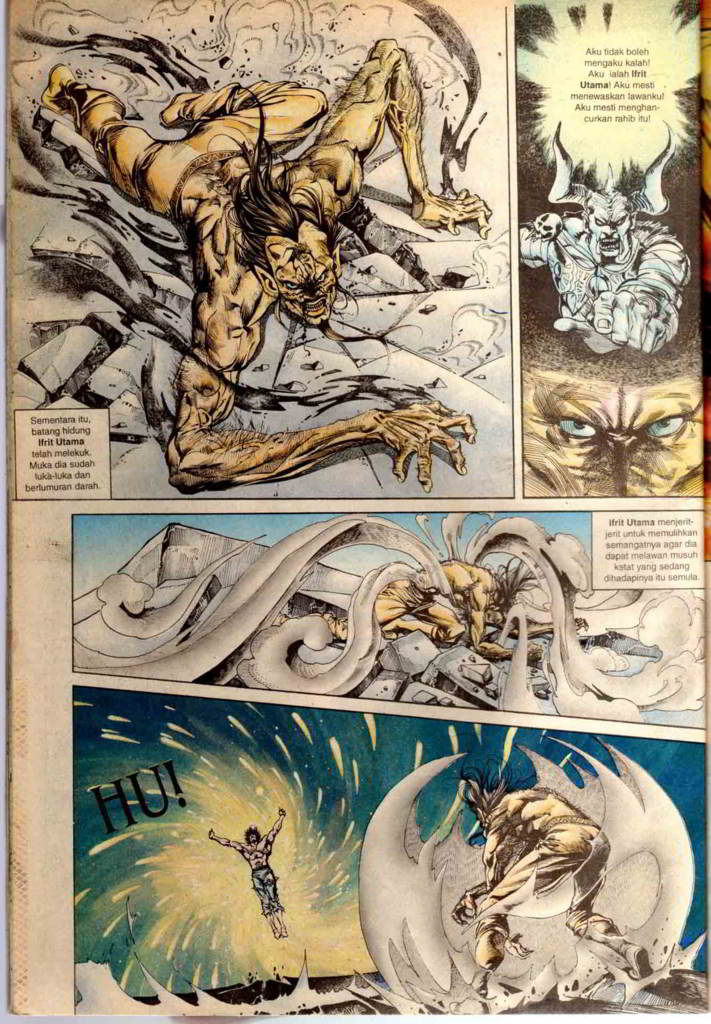 Aku tidak boleh
mengaku kalah!
Aku ialah Ifrit
Utama! Aku mesti
menewaskan lawanku!
Aku mesti menghan-
curkan rahib itu!
Sementara itu,
batang hidung
Ifrit Utama
telah melekuk.
Muka dia sudah
luka-luka dan
berlumuran darah.
Ifrit Utama menjerit-
jerit untuk memulihkan
semangatnya agar dia
dapat melawan musuh
ketat yang sedang
dihadapinya itu semula.
HU!